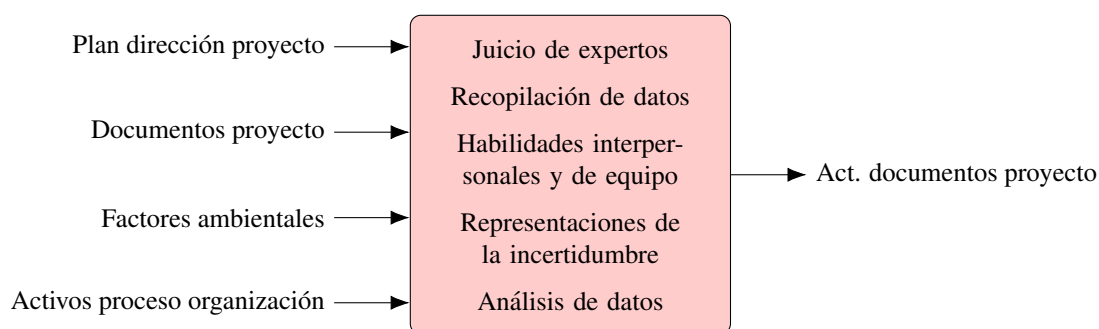 Plan dirección proyecto
Documentos proyecto
Factores ambientales
Activos proceso organización
Juicio de expertos
Recopilación de datos
Habilidades interper-
sonales y de equipo
Representaciones de
la incertidumbre
Análisis de datos
Act. documentos proyecto